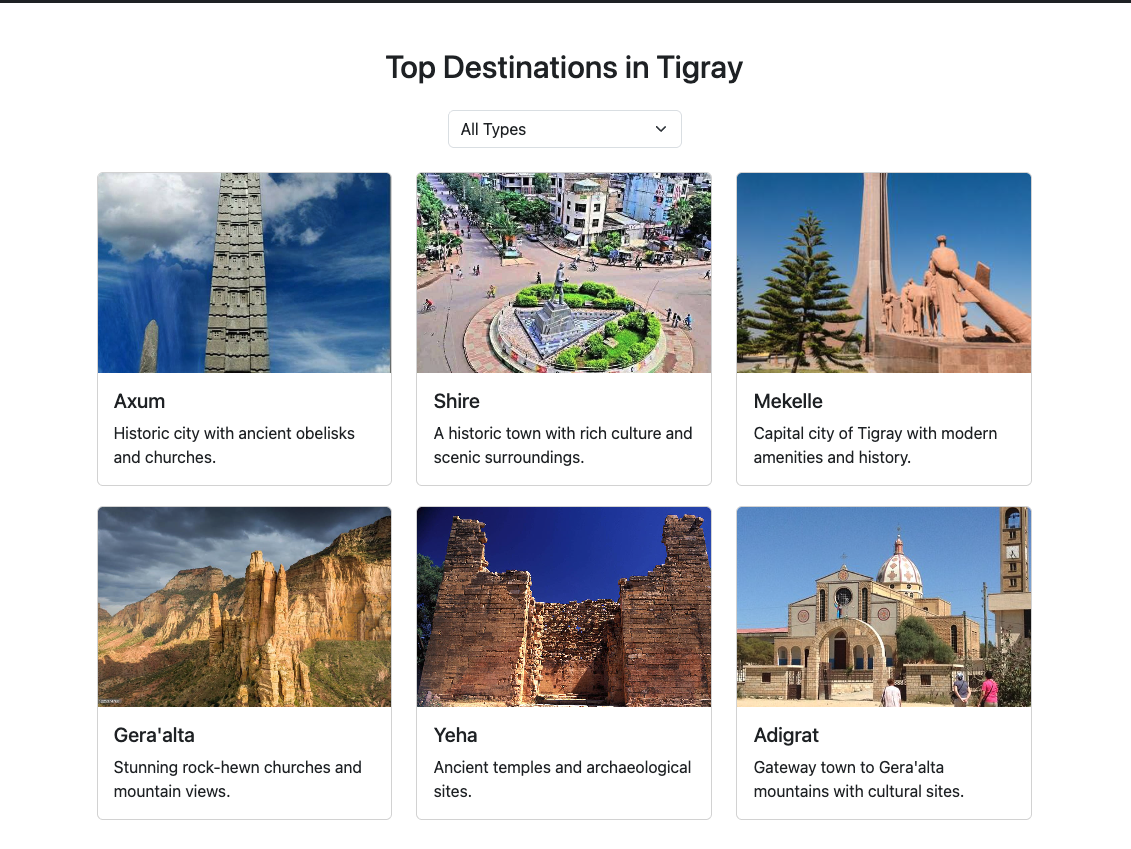 Top Destinations in Tigray
All Types
Axum
Historic city with ancient obelisks
and churches.
Shire
A historic town with rich culture and
scenic surroundings.
Mekelle
Capital city of Tigray with modern
amenities and history.
Gera'alta
Stunning rock-hewn churches and
mountain views.
Yeha
Ancient temples and archaeological
sites.
Adigrat
Gateway town to Gera'alta
mountains with cultural sites.